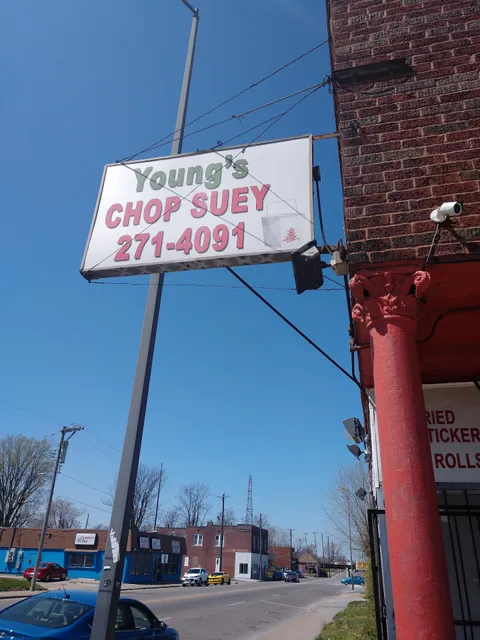 Young's
CHOP SUEY
271-4091
RIED
TICKER
ROLLS